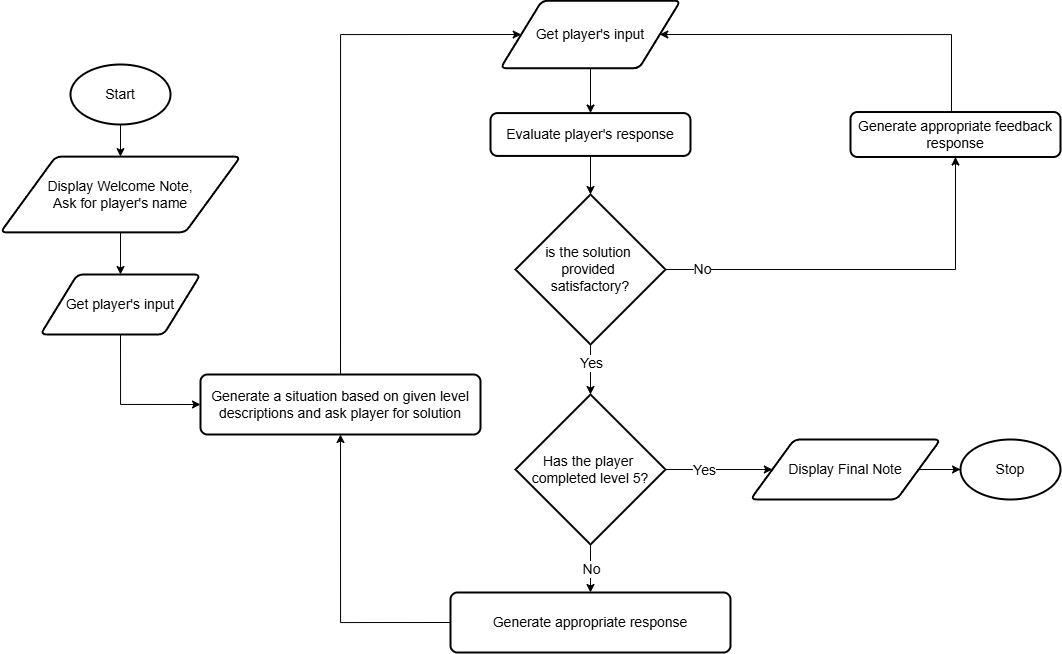 Start
Display Welcome Note,
Ask for player's name
Get player's input
Generate a situation based on given level
descriptions and ask player for solution
Get player's input
Evaluate player's response
is the solution
provided
satisfactory?
No
Generate appropriate feedback
response
Yes
Has the player
completed level 5?
Yes
Display Final Note
Stop
No
Generate appropriate response